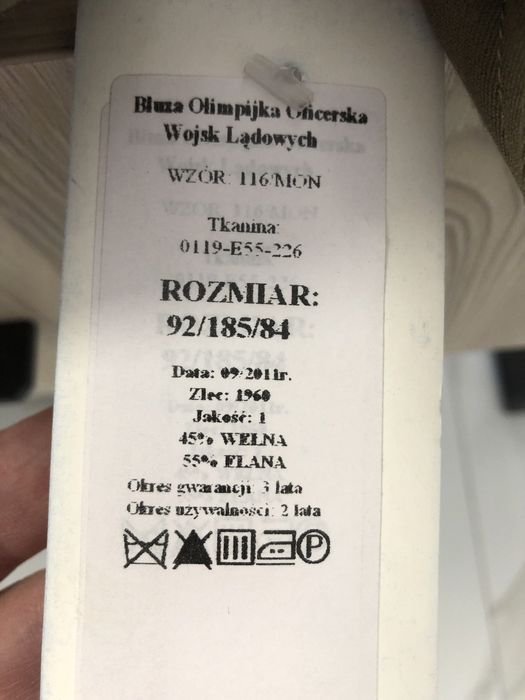 Bluza Olimpijka Oficerska
Wojsk Lądowych
WZÓR: 116/MON
Tkanina:
0119-E55-226
ROZMIAR:
92/185/84
Data: 09/2011r.
Zlec: 1960
Jakość: 1
45% WEŁNA
55% ELANA
Okres gwarancji: 3 lata
Okres używalności: 2 lata
P